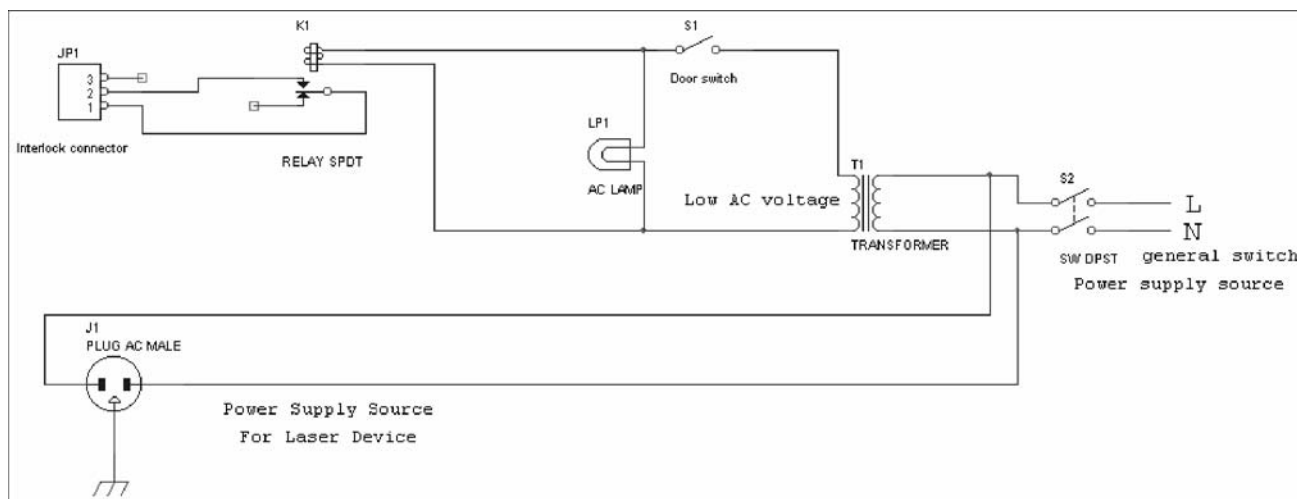 K1
S1
JP1
3
2
1
Door switch
LP1
Interlock connector
RELAY SPDT
T1
S2
AC LAMP
Low AC voltage
L
N
TRANSFORMER
SW DPST
general switch
Power supply source
J1
PLUG AC MALE
Power Supply Source
For Laser Device